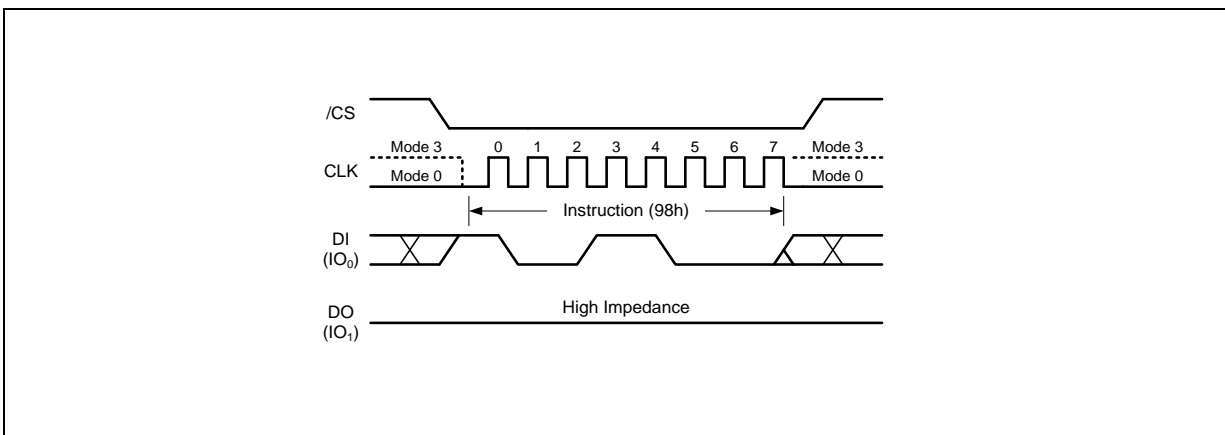 /CS
Mode 3 0 1 2 3 4 5 6 7 Mode 3
CLK
Mode 0 Mode 0
Instruction (98h)
DI
(IO₀)
High Impedance
DO
(IO₁)